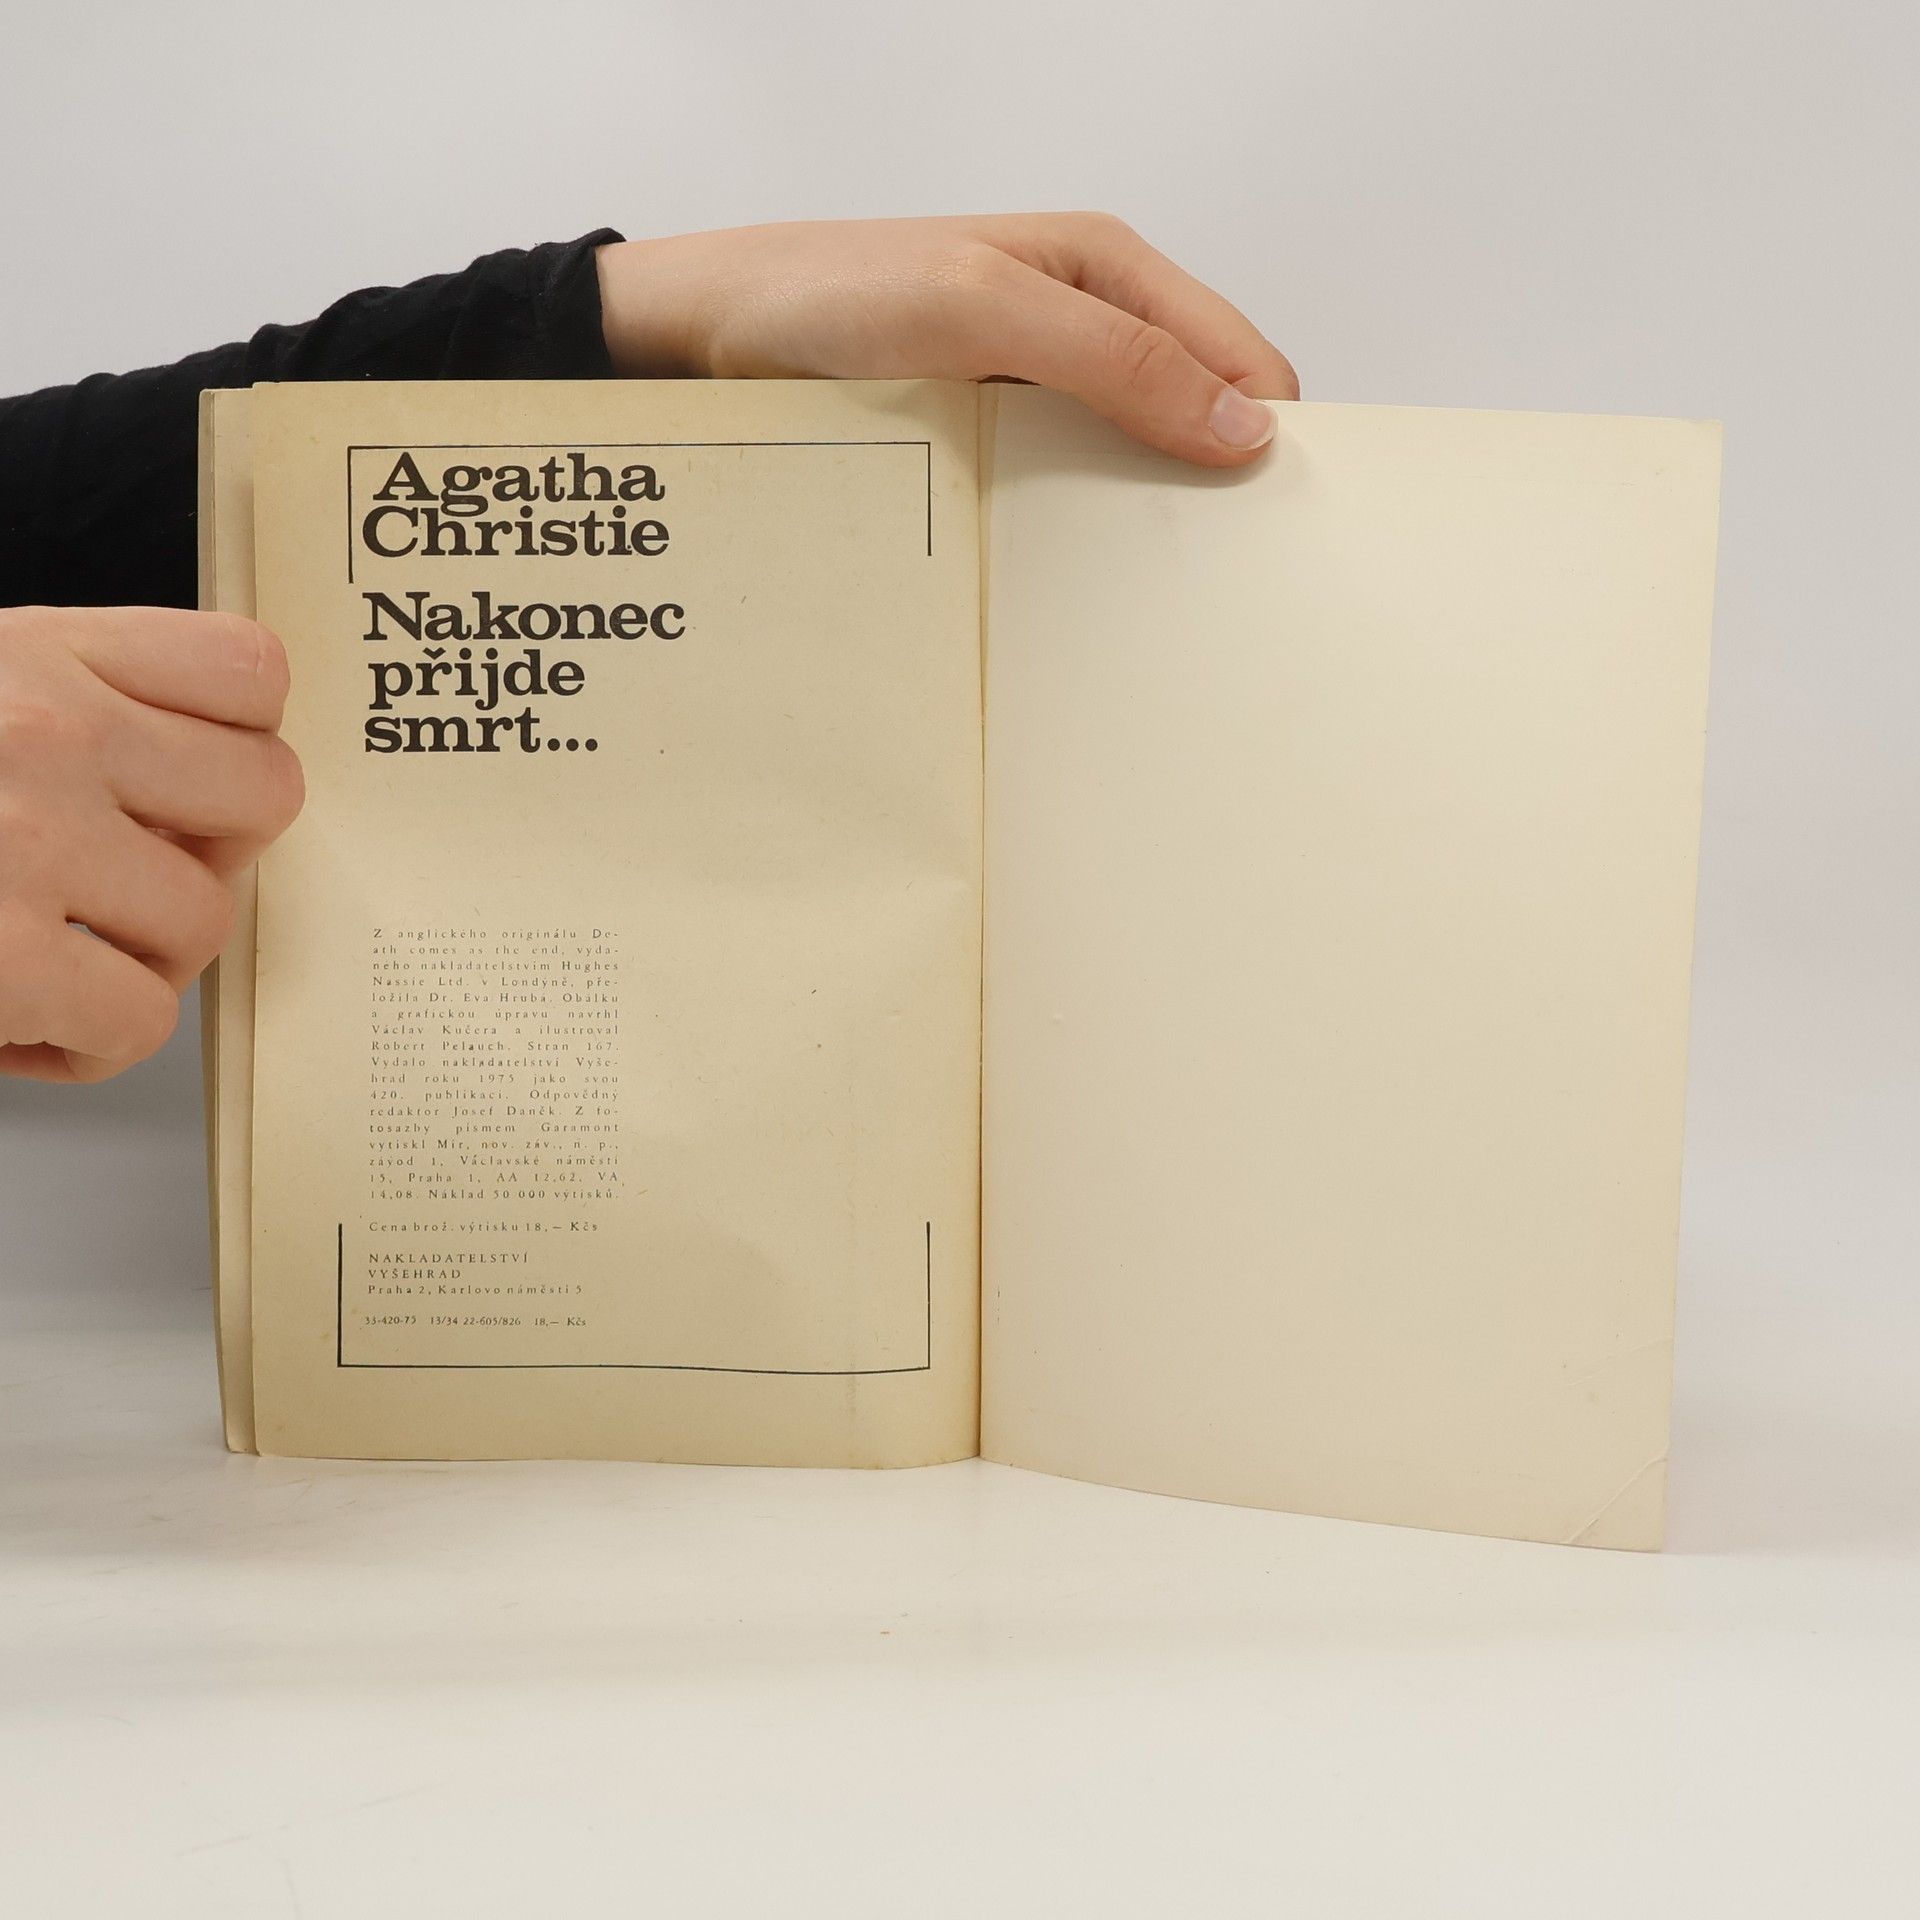 Agatha
Christie
Nakonec
přijde
smrt...
Z anglického originálu De-
ath comes as the end, vyda-
ného nakladatelstvím Hughes
Nassie Ltd. v Londýně, pře-
ložila Dr. Eva Hrubá. Obálku
a grafickou úpravu navrhl
Václav Kučera a ilustroval
Robert Pelauch. Stran 167.
Vydalo nakladatelství Vyše-
hrad roku 1975 jako svou
420. publikaci. Odpovědný
redaktor Josef Daněk. Z fo-
tosazby písmem Garamont
vytiskl Mír, nov. záv., n. p.,
závod 1, Václavské náměstí
15, Praha 1, AA 12,62. VA
14,08. Náklad 50 000 výtisků.
Cena brož. výtisku 18,— Kčs
NAKLADATELSTVÍ
VYŠEHRAD
Praha 2, Karlovo náměstí 5
33-420-75 13/34 22-605/826 18,— Kčs